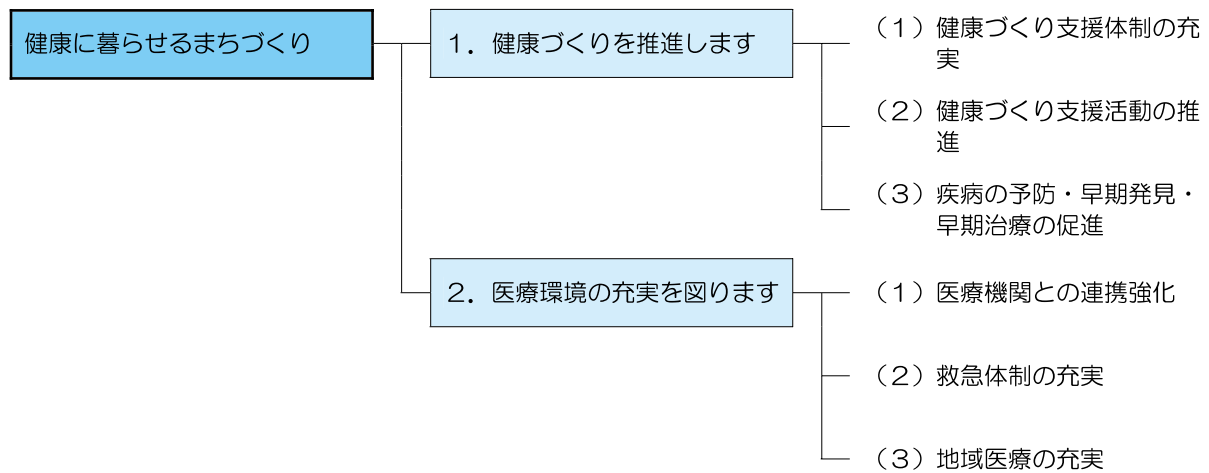 健康に暮らせるまちづくり
１．健康づくりを推進します
（１）健康づくり支援体制の充
実
（２）健康づくり支援活動の推
進
（３）疾病の予防・早期発見・
早期治療の促進
２．医療環境の充実を図ります
（１）医療機関との連携強化
（２）救急体制の充実
（３）地域医療の充実